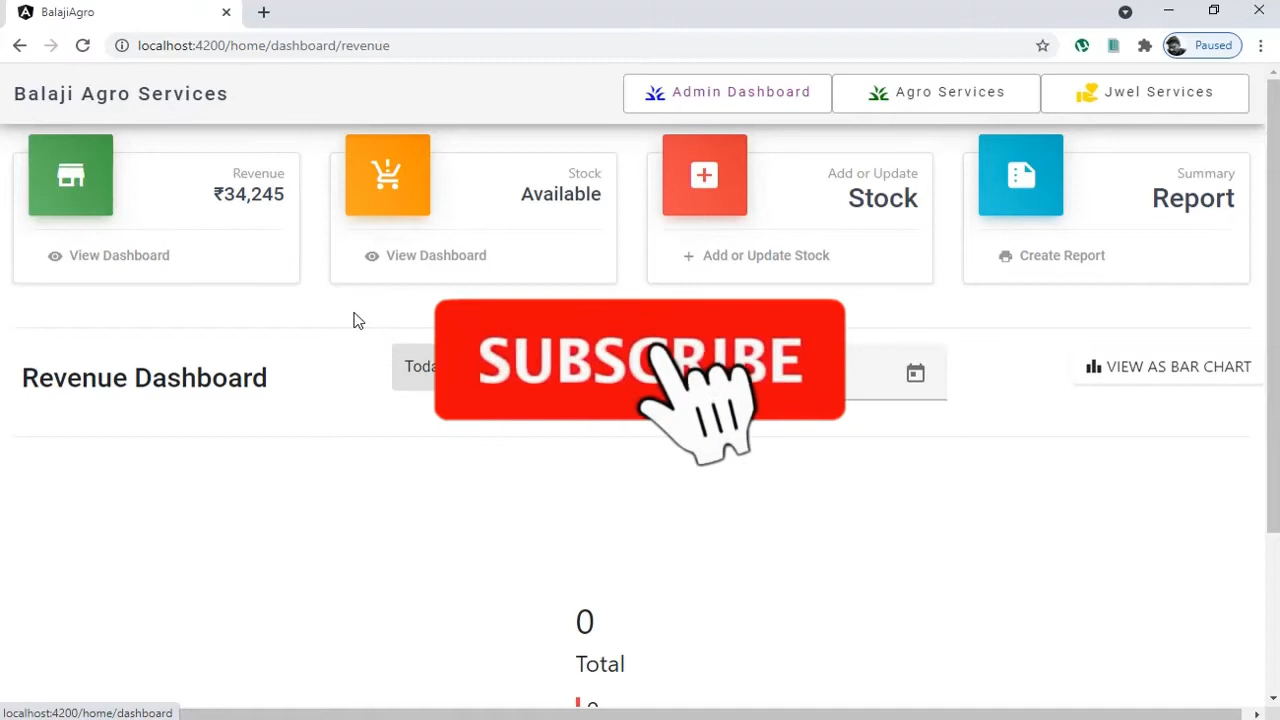 BalajiAgro
localhost:4200/home/dashboard/revenue
Paused
Balaji Agro Services
Admin Dashboard
Agro Services
Jwel Services
Revenue
₹34,245
View Dashboard
Stock
Available
View Dashboard
Add or Update
Stock
Add or Update Stock
Summary
Report
Create Report
SUBSCRIBE
Revenue Dashboard
VIEW AS BAR CHART
0
Total
localhost:4200/home/dashboard